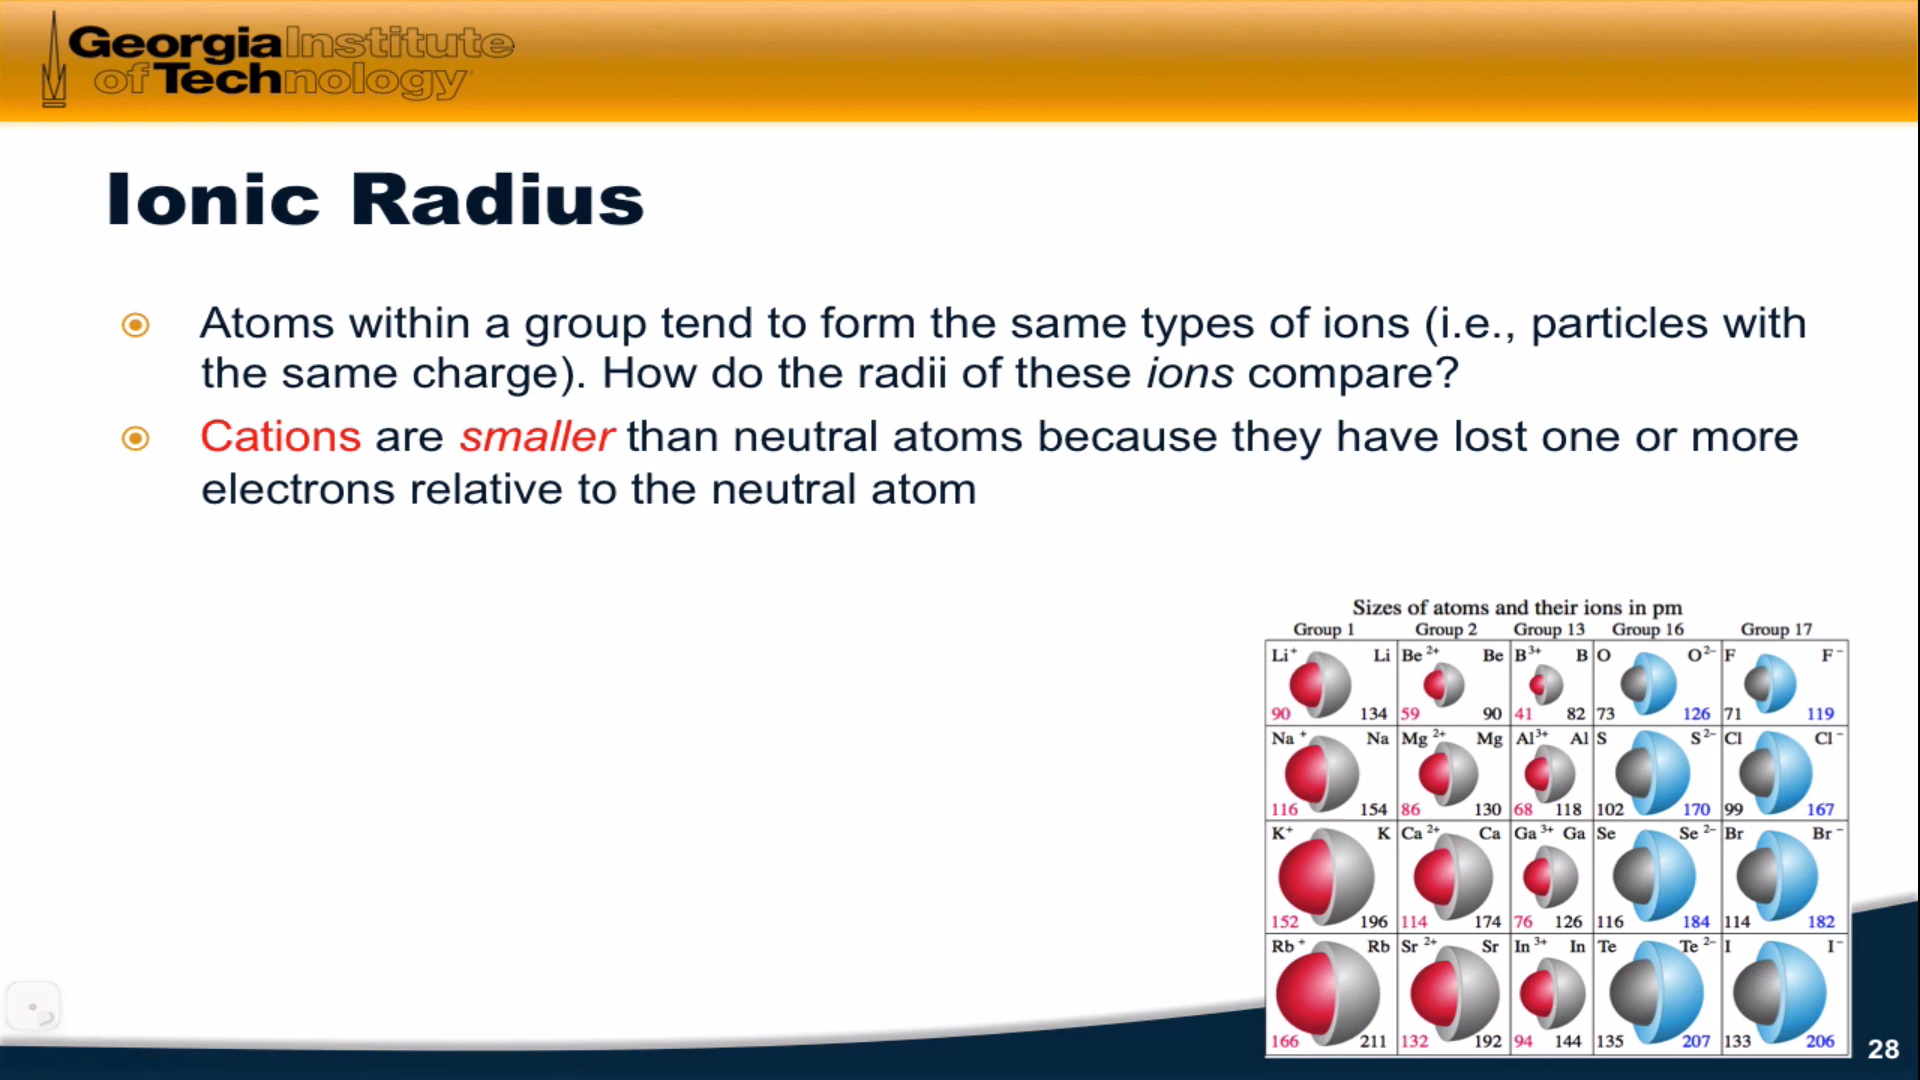 Georgia Institute
of Technology
Ionic Radius
Atoms within a group tend to form the same types of ions (i.e., particles with
the same charge). How do the radii of these ions compare?
Cations are smaller than neutral atoms because they have lost one or more
electrons relative to the neutral atom
Sizes of atoms and their ions in pm
Group 1 Group 2 Group 13 Group 16 Group 17
Li⁺ Li Be²⁺ Be B³⁺ B O O²⁻ F F⁻
90 134 59 90 41 82 73 126 71 119
Na⁺ Na Mg²⁺ Mg Al³⁺ Al S S²⁻ Cl Cl⁻
116 154 86 130 68 118 102 170 99 167
K⁺ K Ca²⁺ Ca Ga³⁺ Ga Se Se²⁻ Br Br⁻
152 196 114 174 76 126 116 184 114 182
Rb⁺ Rb Sr²⁺ Sr In³⁺ In Te Te²⁻ I I⁻
166 211 132 192 94 144 135 207 133 206
28